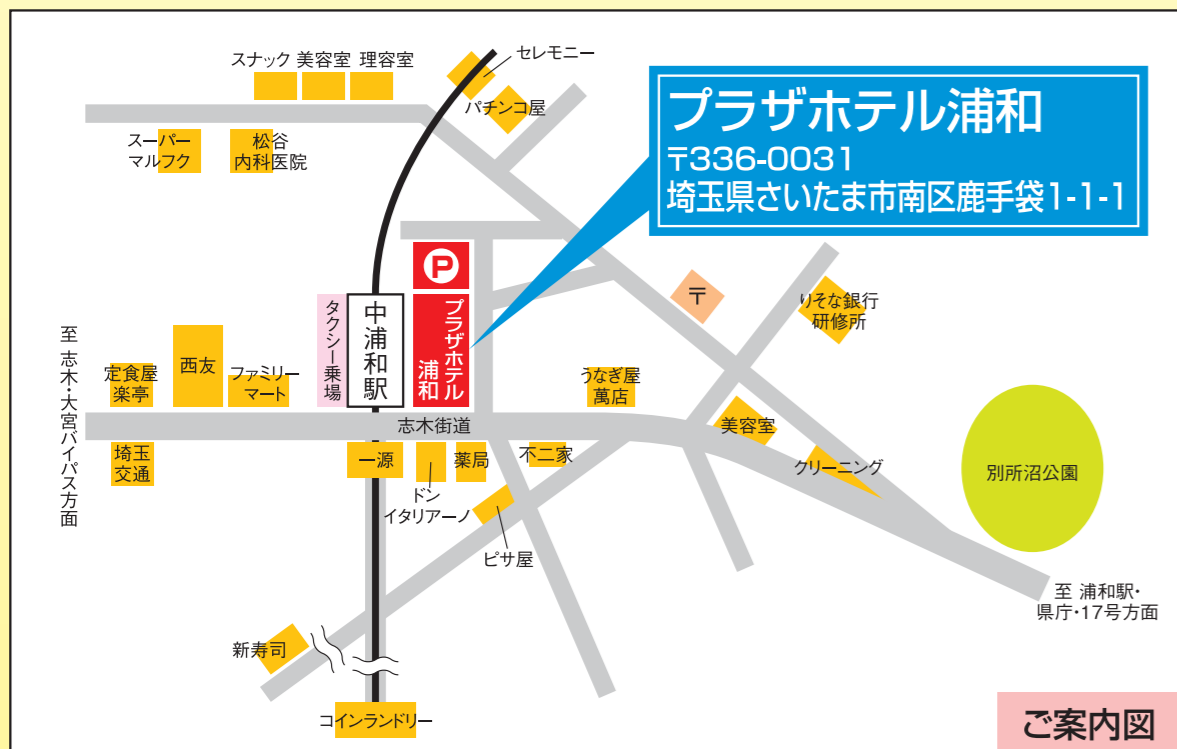 スナック
美容室
理容室
セレモニー
パチンコ屋
スーパー
マルフク
松谷
内科医院
プラザホテル浦和
〒336-0031
埼玉県さいたま市南区鹿手袋1-1-1
P
プラザホテル
浦和
中浦和駅
タクシー乗場
〒
りそな銀行
研修所
至 志木・大宮バイパス方面
定食屋
楽亭
西友
ファミリー
マート
うなぎ屋
萬店
志木街道
美容室
埼玉
交通
一源
ドン
イタリアーノ
薬局
不二家
クリーニング
別所沼公園
ピサ屋
至 浦和駅・
県庁・17号方面
新寿司
コインランドリー
ご案内図